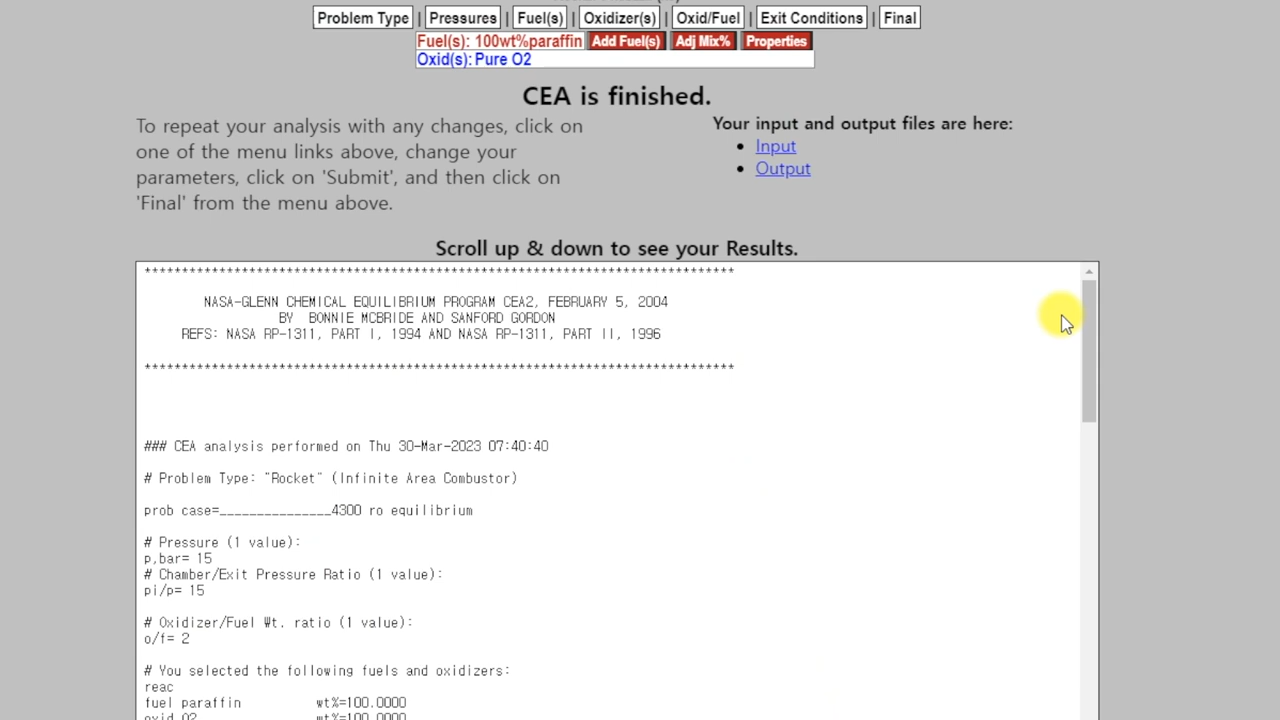 Problem Type | Pressures | Fuel(s) | Oxidizer(s) | Oxid/Fuel | Exit Conditions | Final
Fuel(s): 100wt%paraffin Add Fuel(s) Adj Mix% Properties
Oxid(s): Pure O2
CEA is finished.
To repeat your analysis with any changes, click on
one of the menu links above, change your
parameters, click on 'Submit', and then click on
'Final' from the menu above.
Your input and output files are here:
• Input
• Output
Scroll up & down to see your Results.
*******************************************************************************
NASA-GLENN CHEMICAL EQUILIBRIUM PROGRAM CEA2, FEBRUARY 5, 2004
BY BONNIE MCBRIDE AND SANFORD GORDON
REFS: NASA RP-1311, PART I, 1994 AND NASA RP-1311, PART II, 1996
*******************************************************************************
### CEA analysis performed on Thu 30-Mar-2023 07:40:40
# Problem Type: "Rocket" (Infinite Area Combustor)
prob case=_______________4300 ro equilibrium
# Pressure (1 value):
p,bar= 15
# Chamber/Exit Pressure Ratio (1 value):
pi/p= 15
# Oxidizer/Fuel Wt. ratio (1 value):
o/f= 2
# You selected the following fuels and oxidizers:
reac
fuel paraffin wt%=100.0000
oxid O2 wt%=100.0000